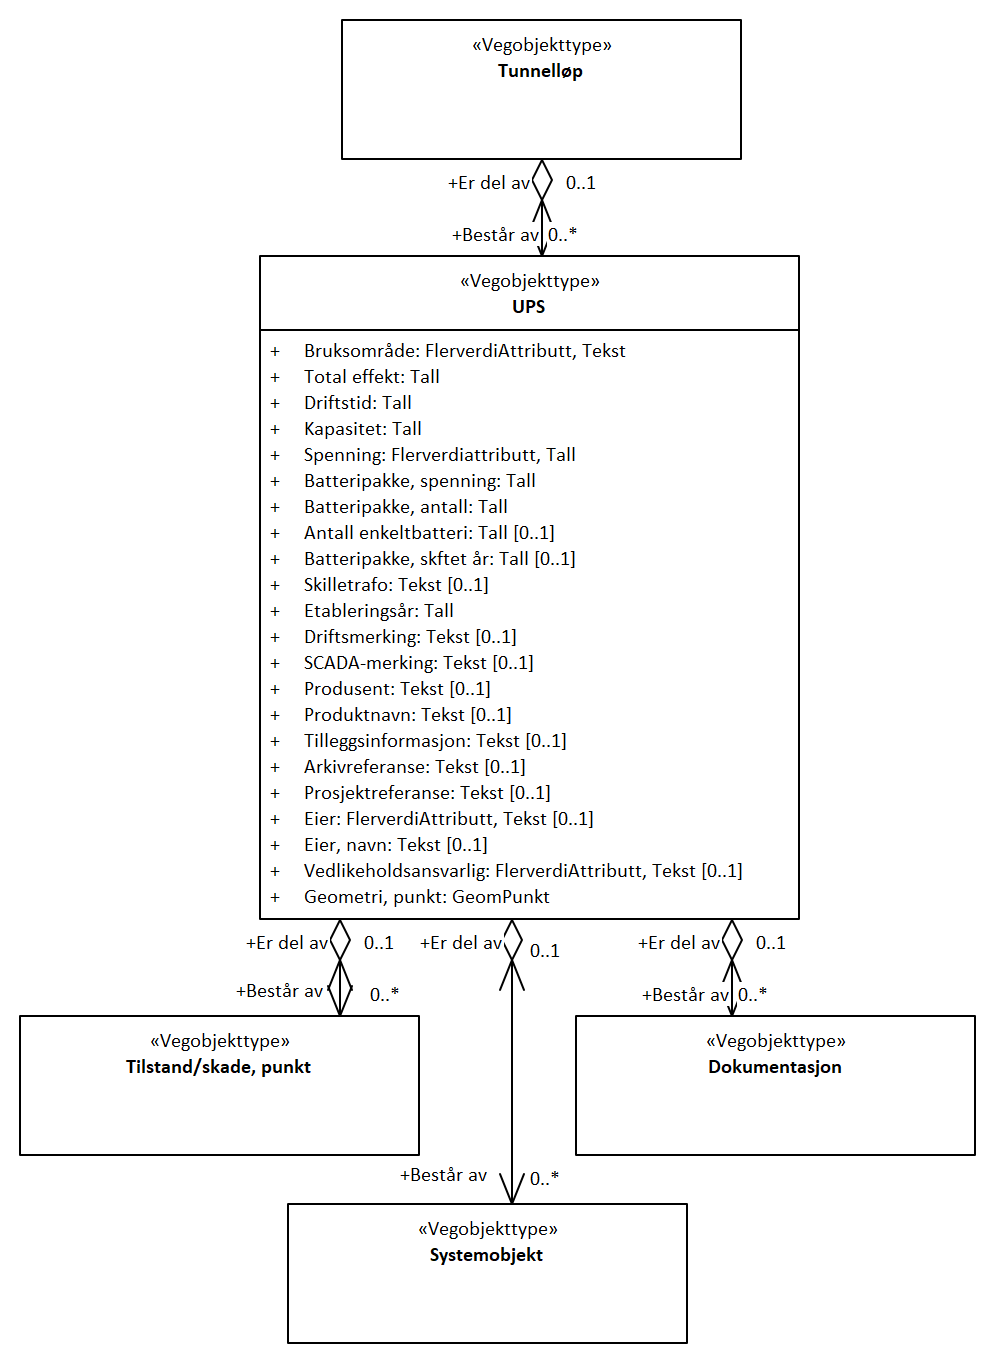 «Vegobjekttype»
Tunnelløp
+Er del av 0..1
+Består av 0..*
«Vegobjekttype»
UPS
+ Bruksområde: FlerverdiAttributt, Tekst
+ Total effekt: Tall
+ Driftstid: Tall
+ Kapasitet: Tall
+ Spenning: Flerverdiattributt, Tall
+ Batteripakke, spenning: Tall
+ Batteripakke, antall: Tall
+ Antall enkeltbatteri: Tall [0..1]
+ Batteripakke, skftet år: Tall [0..1]
+ Skilletrafo: Tekst [0..1]
+ Etableringsår: Tall
+ Driftsmerking: Tekst [0..1]
+ SCADA-merking: Tekst [0..1]
+ Produsent: Tekst [0..1]
+ Produktnavn: Tekst [0..1]
+ Tilleggsinformasjon: Tekst [0..1]
+ Arkivreferanse: Tekst [0..1]
+ Prosjektreferanse: Tekst [0..1]
+ Eier: FlerverdiAttributt, Tekst [0..1]
+ Eier, navn: Tekst [0..1]
+ Vedlikeholdsansvarlig: FlerverdiAttributt, Tekst [0..1]
+ Geometri, punkt: GeomPunkt
+Er del av 0..1 +Er del av 0..1 +Er del av 0..1
+Består av 0..* +Består av 0..*
«Vegobjekttype»
Tilstand/skade, punkt
«Vegobjekttype»
Dokumentasjon
+Består av 0..*
«Vegobjekttype»
Systemobjekt